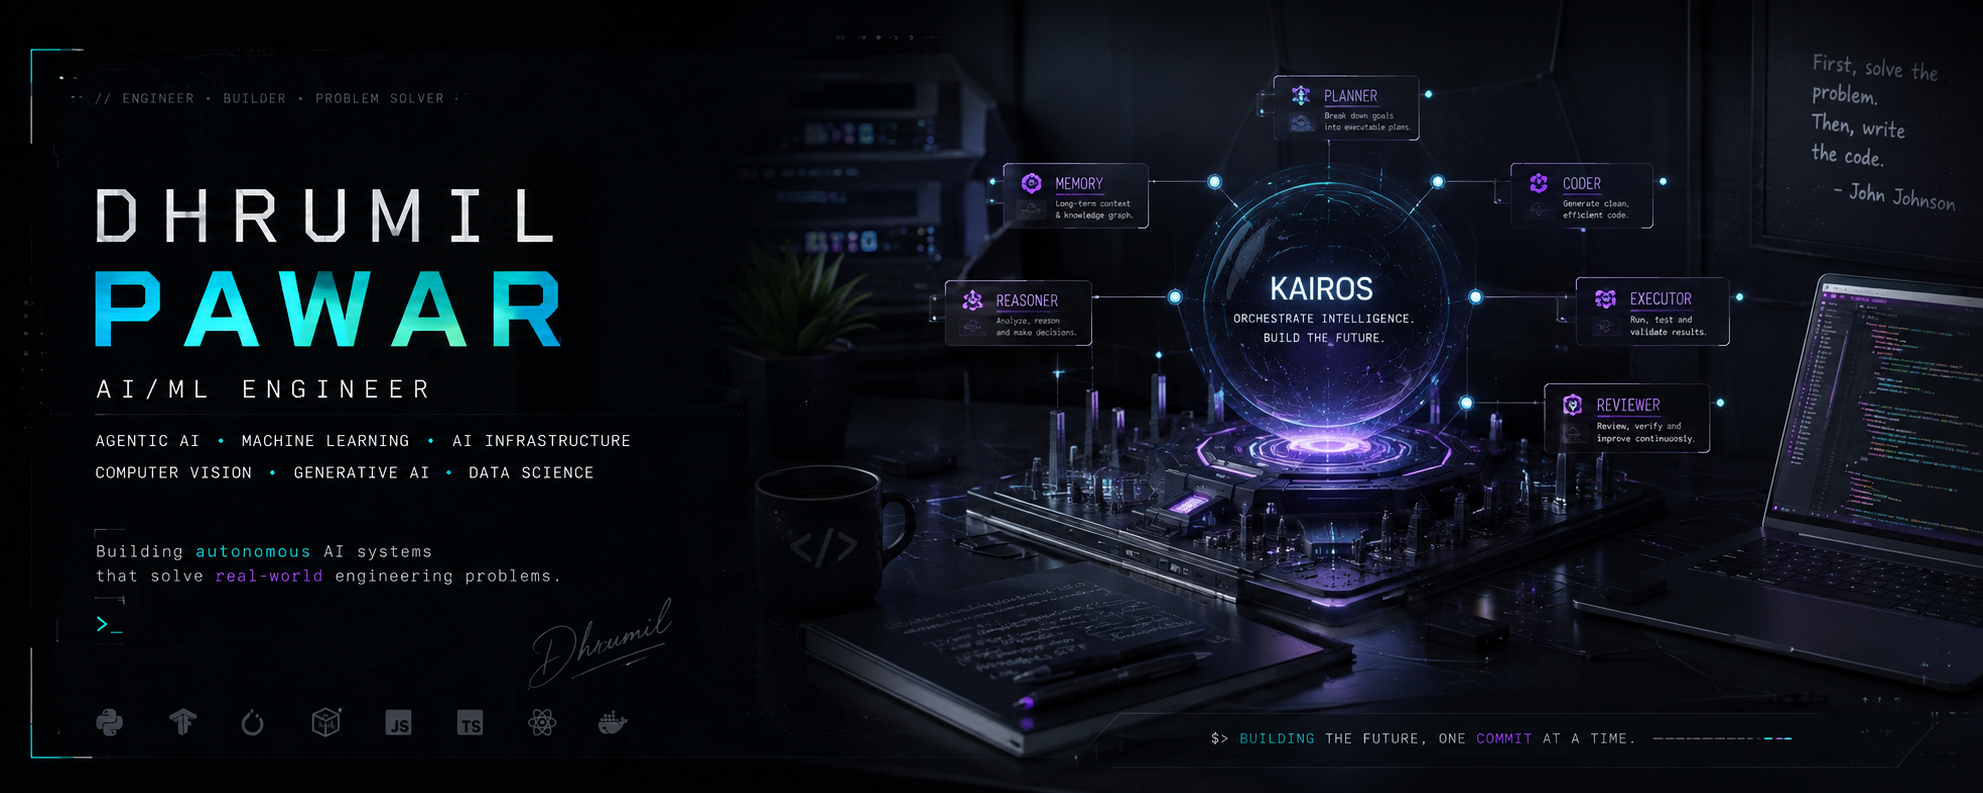 // ENGINEER • BUILDER • PROBLEM SOLVER
DHRUMIL
PAWAR
AI/ML ENGINEER
AGENTIC AI • MACHINE LEARNING • AI INFRASTRUCTURE
COMPUTER VISION • GENERATIVE AI • DATA SCIENCE
Building autonomous AI systems
that solve real-world engineering problems.
>_
Dhrumil
JS
TS
PLANNER
Break down goals
into executable plans.
MEMORY
Long-term context
& knowledge graph.
CODER
Generate clean,
efficient code.
REASONER
Analyze, reason
and make decisions.
KAIROS
ORCHESTRATE INTELLIGENCE.
BUILD THE FUTURE.
EXECUTOR
Run, test and
validate results.
REVIEWER
Review, verify and
improve continuously.
First, solve the
problem.
Then, write
the code.
- John Johnson
</>
$> BUILDING THE FUTURE, ONE COMMIT AT A TIME.